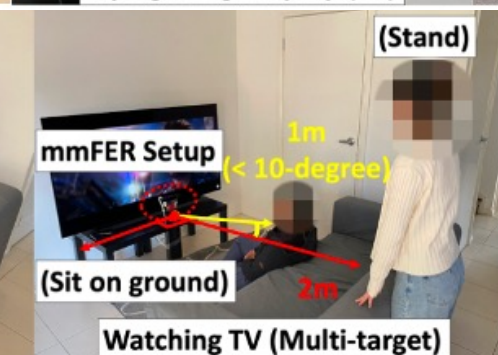 (Stand)
1m
mmFER Setup
(< 10-degree)
(Sit on ground)
2m
Watching TV (Multi-target)